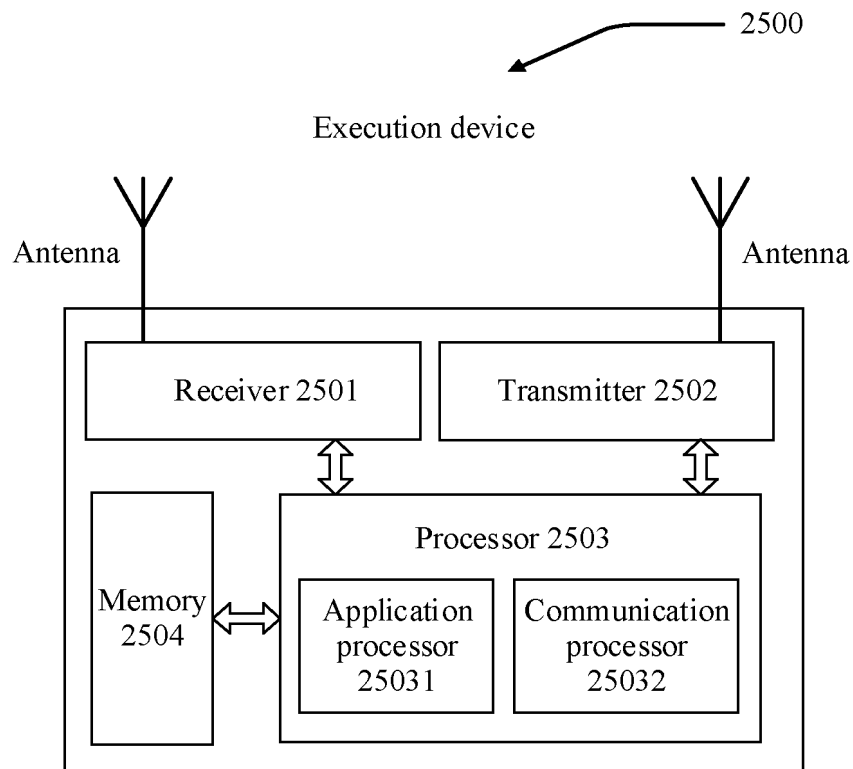 2500
Execution device
Antenna
Antenna
Receiver 2501
Transmitter 2502
Processor 2503
Memory
2504
Application
processor
25031
Communication
processor
25032